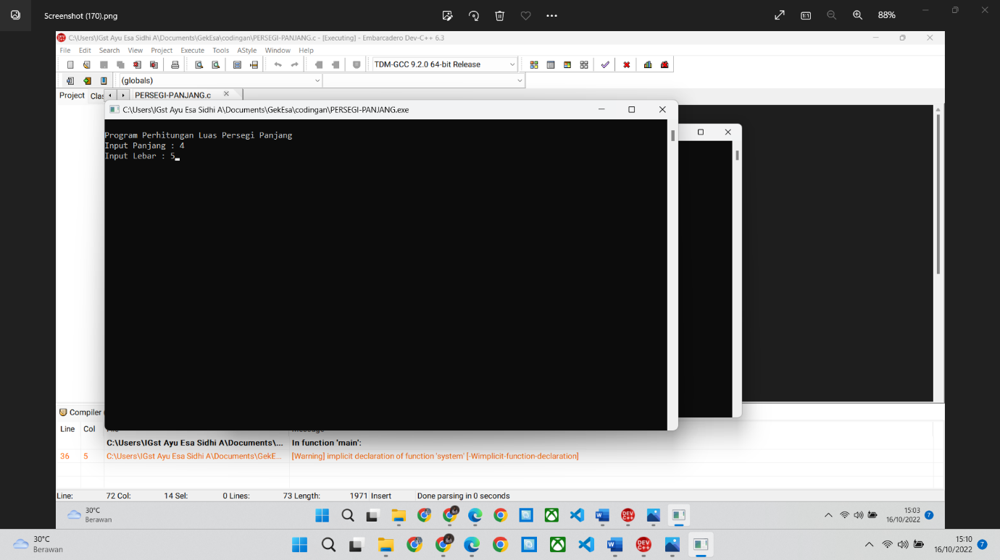 Screenshot (170).png
88%
C:\Users\IGst Ayu Esa Sidhi A\Documents\GekEsa\codingan\PERSEGI-PANJANG.c - [Executing] - Embarcadero Dev-C++ 6.3
File Edit Search View Project Execute Tools AStyle Window Help
TDM-GCC 9.2.0 64-bit Release
(globals)
Project Clas PERSEGI-PANJANG.c
C:\Users\IGst Ayu Esa Sidhi A\Documents\GekEsa\codingan\PERSEGI-PANJANG.exe
Program Perhitungan Luas Persegi Panjang
Input Panjang : 4
Input Lebar : 5
Compiler
Line Col
C:\Users\IGst Ayu Esa Sidhi A\Documents\... In function 'main':
36 5 C:\Users\IGst Ayu Esa Sidhi A\Documents\GekE... [Warning] implicit declaration of function 'system' [-Wimplicit-function-declaration]
Line: 72 Col: 14 Sel: 0 Lines: 73 Length: 1971 Insert Done parsing in 0 seconds
30°C
Berawan
15:03
16/10/2022
7
30°C
Berawan
15:10
16/10/2022
7